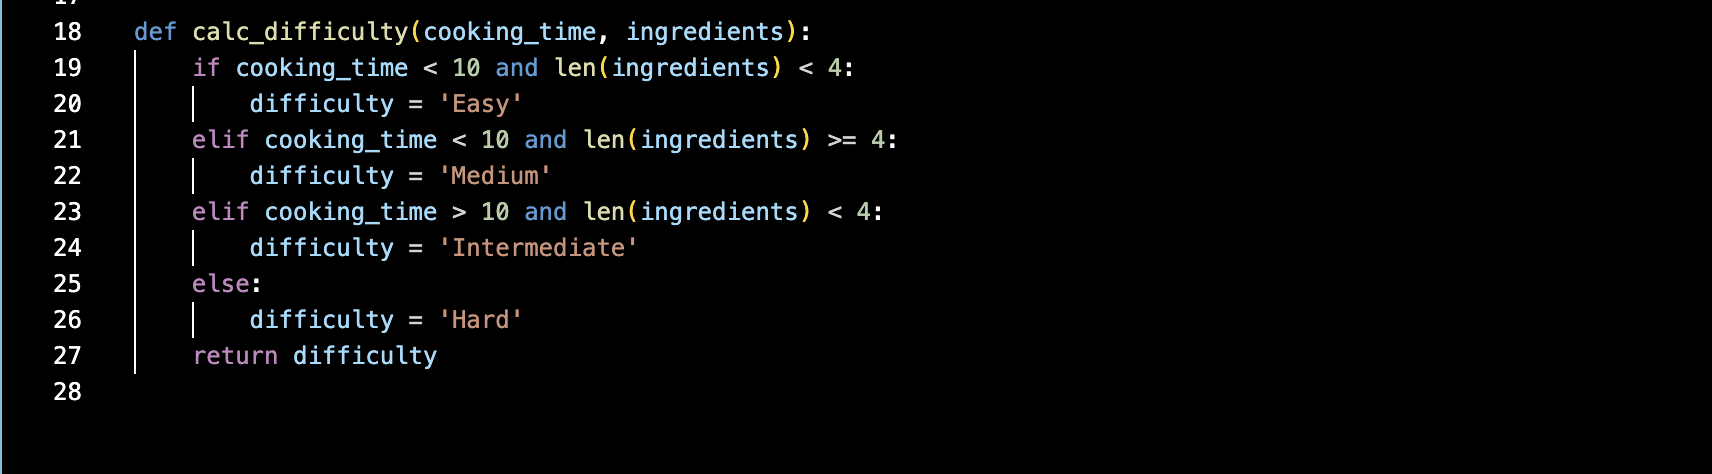 17
18 def calc_difficulty(cooking_time, ingredients):
19     if cooking_time < 10 and len(ingredients) < 4:
20         difficulty = 'Easy'
21     elif cooking_time < 10 and len(ingredients) >= 4:
22         difficulty = 'Medium'
23     elif cooking_time > 10 and len(ingredients) < 4:
24         difficulty = 'Intermediate'
25     else:
26         difficulty = 'Hard'
27     return difficulty
28